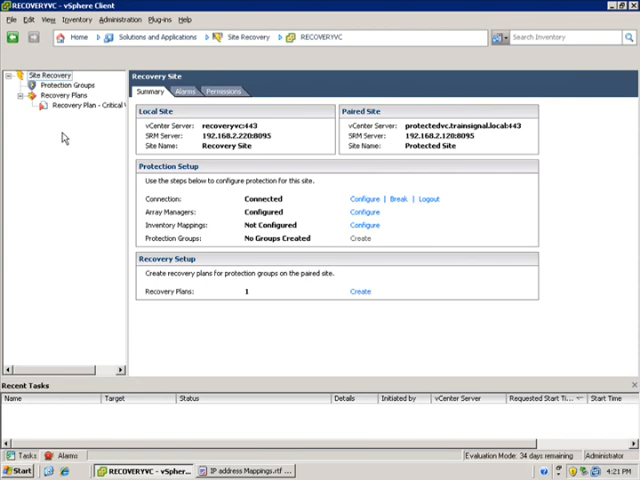 RECOVERYVC - vSphere Client
File Edit View Inventory Administration Plug-ins Help
Home Solutions and Applications Site Recovery RECOVERYVC Search Inventory
Site Recovery
Protection Groups
Recovery Plans
Recovery Plan - Critical
Recovery Site
Summary Alarms Permissions
Local Site
vCenter Server: recoveryvc:443
SRM Server: 192.168.2.220:8095
Site Name: Recovery Site
Paired Site
vCenter Server: protectedvc.trainsignal.local:443
SRM Server: 192.168.2.120:8095
Site Name: Protected Site
Protection Setup
Use the steps below to configure protection for this site.
Connection: Connected Configure | Break | Logout
Array Managers: Configured Configure
Inventory Mappings: Not Configured Configure
Protection Groups: No Groups Created Create
Recovery Setup
Create recovery plans for protection groups on the paired site.
Recovery Plans: 1 Create
Recent Tasks
Name Target Status Details Initiated by vCenter Server Requested Start Ti... Start Time
Tasks Alarms Evaluation Mode: 34 days remaining Administrator
Start RECOVERYVC - vSpher... IP address Mappings.rtf ... 4:21 PM